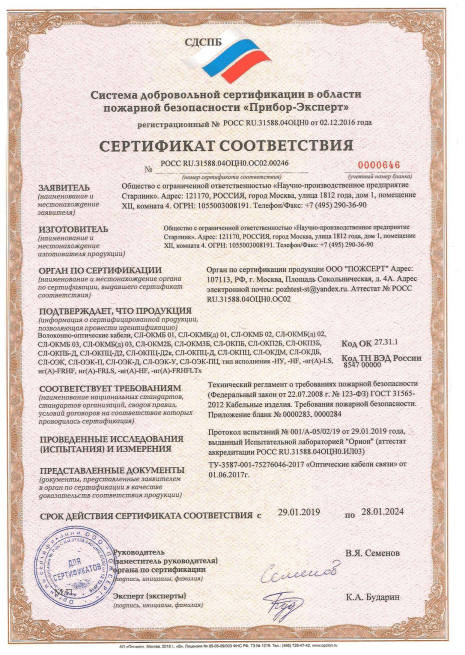 СДСПБ
Система добровольной сертификации в области
пожарной безопасности «Прибор-Эксперт»
регистрационный № РОСС RU.31588.04ОЦН0 от 02.12.2016 года
СЕРТИФИКАТ СООТВЕТСТВИЯ
№ РОСС RU.31588.04ОЦН0.ОС02.00246
(номер сертификата соответствия)
0000646
(учетный номер бланка)
ЗАЯВИТЕЛЬ
(наименование и
местонахождение
заявителя)
Общество с ограниченной ответственностью «Научно-производственное предприятие
Старлинк». Адрес: 121170, РОССИЯ, город Москва, улица 1812 года, дом 1, помещение
XII, комната 4. ОГРН: 1055003008191. Телефон/Факс: +7 (495) 290-36-90
ИЗГОТОВИТЕЛЬ
(наименование и
местонахождение
изготовителя продукции)
Общество с ограниченной ответственностью «Научно-производственное предприятие
Старлинк». Адрес: 121170, РОССИЯ, город Москва, улица 1812 года, дом 1, помещение
XII, комната 4. ОГРН: 1055003008191. Телефон/Факс: +7 (495) 290-36-90
ОРГАН ПО СЕРТИФИКАЦИИ
(наименование и местонахождение органа
по сертификации, выдавшего сертификат
соответствия)
Орган по сертификации продукции ООО "ПОЖСЕРТ" Адрес:
107113, РФ, г. Москва, Площадь Сокольническая, д. 4А. Адрес
электронной почты: pozhtest-st@yandex.ru. Аттестат № РОСС
RU.31588.04ОЦН0.ОС02
ПОДТВЕРЖДАЕТ, ЧТО ПРОДУКЦИЯ
(информация о сертифицированной продукции,
позволяющая провести идентификацию)
Волоконно-оптические кабели, СЛ-ОКМБ 01, СЛ-ОКМБ(д) 01, СЛ-ОКМБ 02, СЛ-ОКМБ(д) 02,
СЛ-ОКМБ 03, СЛ-ОКМБ(д) 03, СЛ-ОКМ2Б, СЛ-ОКМ3Б, СЛ-ОКПБ, СЛ-ОКП2Б, СЛ-ОКП3Б,
СЛ-ОКПБ-Д, СЛ-ОКПЦ-Д2, СЛ-ОКПЦ-Д2а, СЛ-ОКПЦ-Д, СЛ-ОКПЦ, СЛ-ОКДМ, СЛ-ОКДБ,
СЛ-ОЭК, СЛ-ОЭК-П, СЛ-ОЭК-Д, СЛ-ОЭК-У, СЛ-ОЭК-ПЦ, тип исполнения -HУ, -HF, -нг(А)-LS,
нг(А)-FRHF, нг(А)-FRLS, -нг(А)-HF, -нг(А)-FRHFLTx
Код ОК 27.31.1
Код ТН ВЭД России
8547 00000
СООТВЕТСТВУЕТ ТРЕБОВАНИЯМ
(наименование национальных стандартов,
стандартов организаций, сводов правил,
условий договоров на соответствие которым
проводилась сертификация)
Технический регламент о требованиях пожарной безопасности
(Федеральный закон от 22.07.2008 г. № 123-ФЗ) ГОСТ 31565-
2012 Кабельные изделия. Требования пожарной безопасности.
Приложение бланк № 0000283, 0000284
ПРОВЕДЕННЫЕ ИССЛЕДОВАНИЯ
(ИСПЫТАНИЯ) И ИЗМЕРЕНИЯ
Протокол испытаний № 001/А-05/02/19 от 29.01.2019 года,
выданный Испытательной лабораторией "Орион" (аттестат
аккредитации РОСС RU.31588.04ОЦН0.ИЛ03)
ПРЕДСТАВЛЕННЫЕ ДОКУМЕНТЫ
(документы, представленные заявителем
в орган по сертификации в качестве
доказательств соответствия продукции)
ТУ-3587-001-75276046-2017 «Оптические кабели связи» от
01.06.2017г.
СРОК ДЕЙСТВИЯ СЕРТИФИКАТА СООТВЕТСТВИЯ с 29.01.2019 по 28.01.2024
ДЛЯ
СЕРТИФИКАТОВ
М.П.
Руководитель
(заместитель руководителя)
органа по сертификации
(подпись, инициалы, фамилия)
Семенов
В.Я. Семенов
Эксперт (эксперты)
(подпись, инициалы, фамилия)
К.А. Бударин